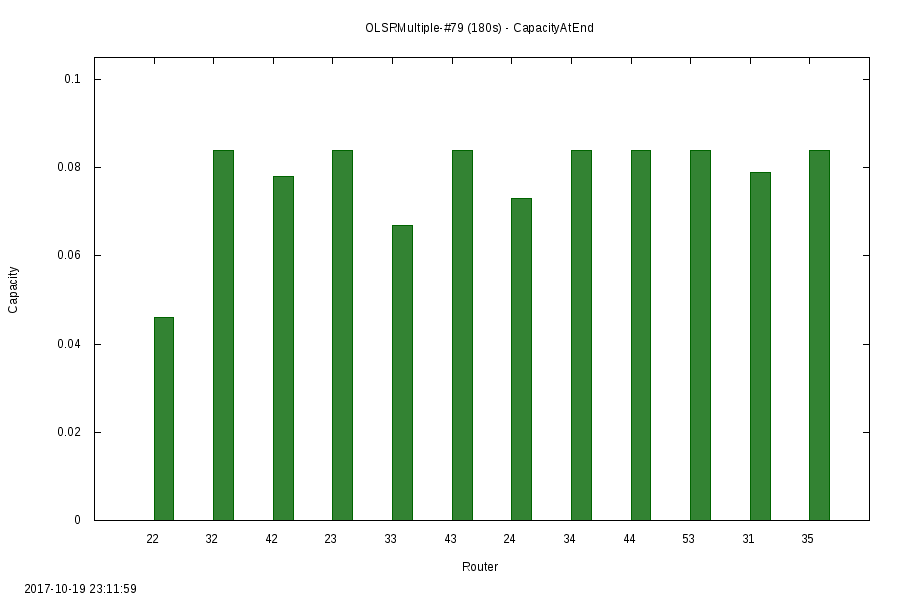 OLSRMultiple-#79 (180s) - CapacityAtEnd
0.1
0.08
0.06
0.04
0.02
0
Capacity
22 32 42 23 33 43 24 34 44 53 31 35
Router
2017-10-19 23:11:59